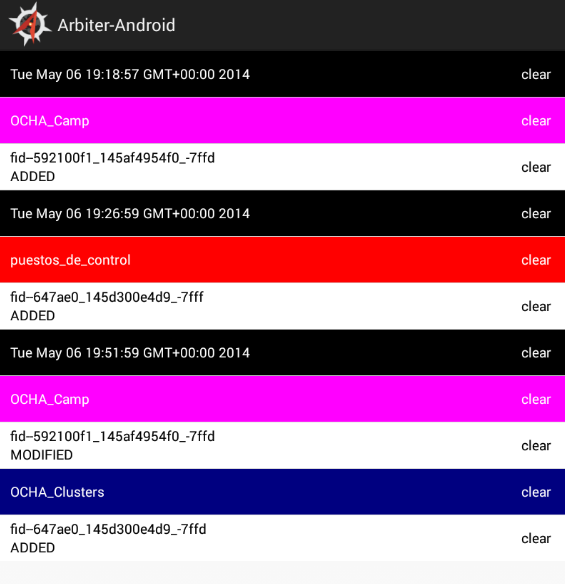 Arbiter-Android
Tue May 06 19:18:57 GMT+00:00 2014 clear
OCHA_Camp clear
fid--592100f1_145af4954f0_-7ffd
ADDED
clear
Tue May 06 19:26:59 GMT+00:00 2014 clear
puestos_de_control clear
fid--647ae0_145d300e4d9_-7fff
ADDED
clear
Tue May 06 19:51:59 GMT+00:00 2014 clear
OCHA_Camp clear
fid--592100f1_145af4954f0_-7ffd
MODIFIED
clear
OCHA_Clusters clear
fid--647ae0_145d300e4d9_-7ffd
ADDED
clear